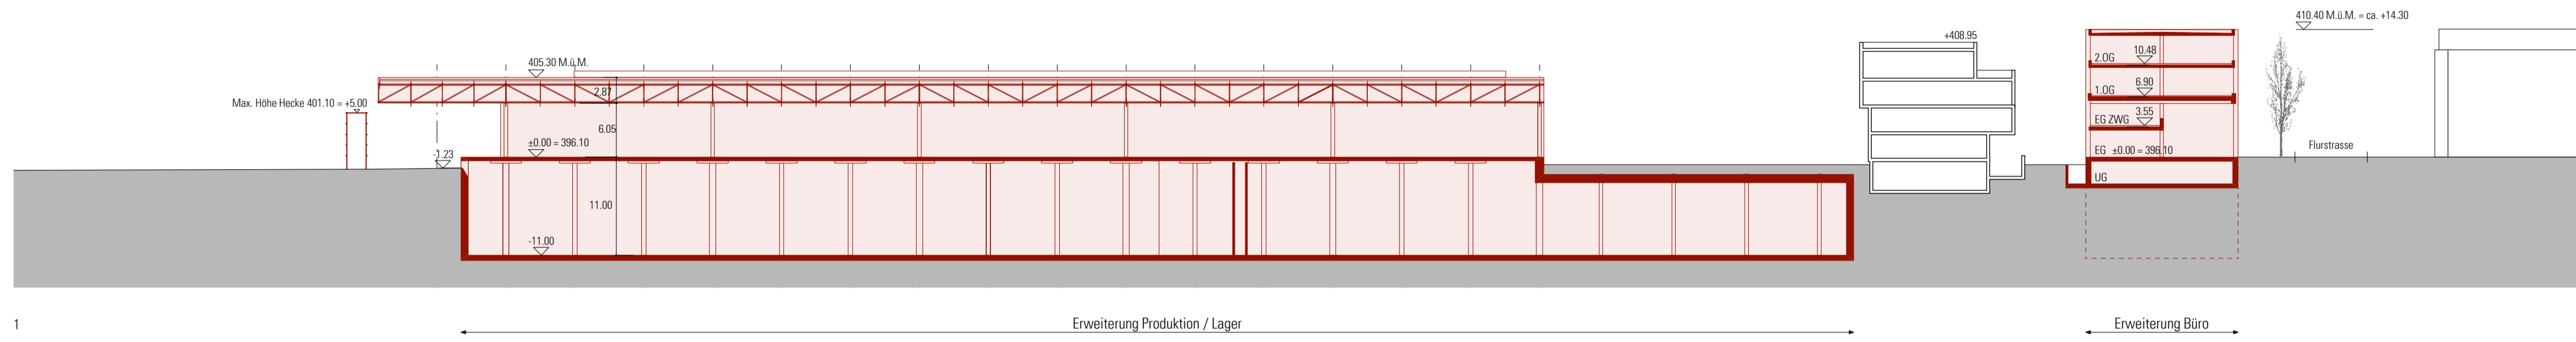 410.40 M.ü.M. = ca. +14.30
+408.95
405.30 M.ü.M.
2.OG
10.48
2.87
1.OG
6.90
Max. Höhe Hecke 401.10 = +5.00
EG ZWG
3.55
6.05
±0.00 = 396.10
-1.23
EG ±0.00 = 396.10
Flurstrasse
UG
11.00
-11.00
1
Erweiterung Produktion / Lager
Erweiterung Büro